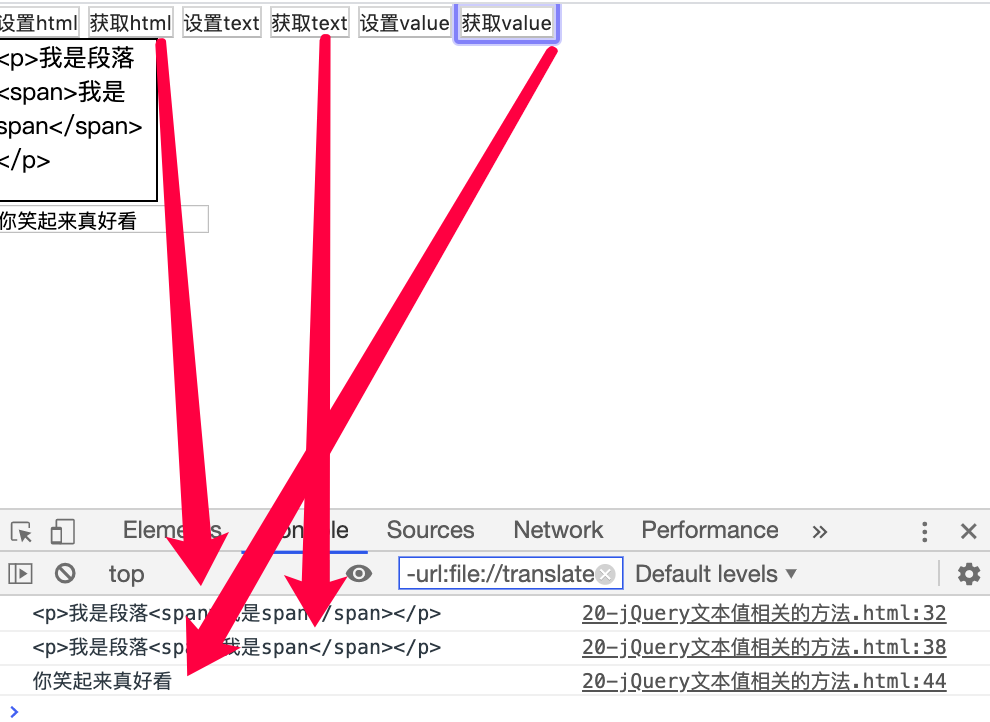 设置html 获取html 设置text 获取text 设置value 获取value
<p>我是段落
<span>我是
span</span>
</p>
你笑起来真好看
Elements Console Sources Network Performance »
top -url:file://translate Default levels ▼
<p>我是段落<span>我是span</span></p> 20-jQuery文本值相关的方法.html:32
<p>我是段落<span>我是span</span></p> 20-jQuery文本值相关的方法.html:38
你笑起来真好看 20-jQuery文本值相关的方法.html:44